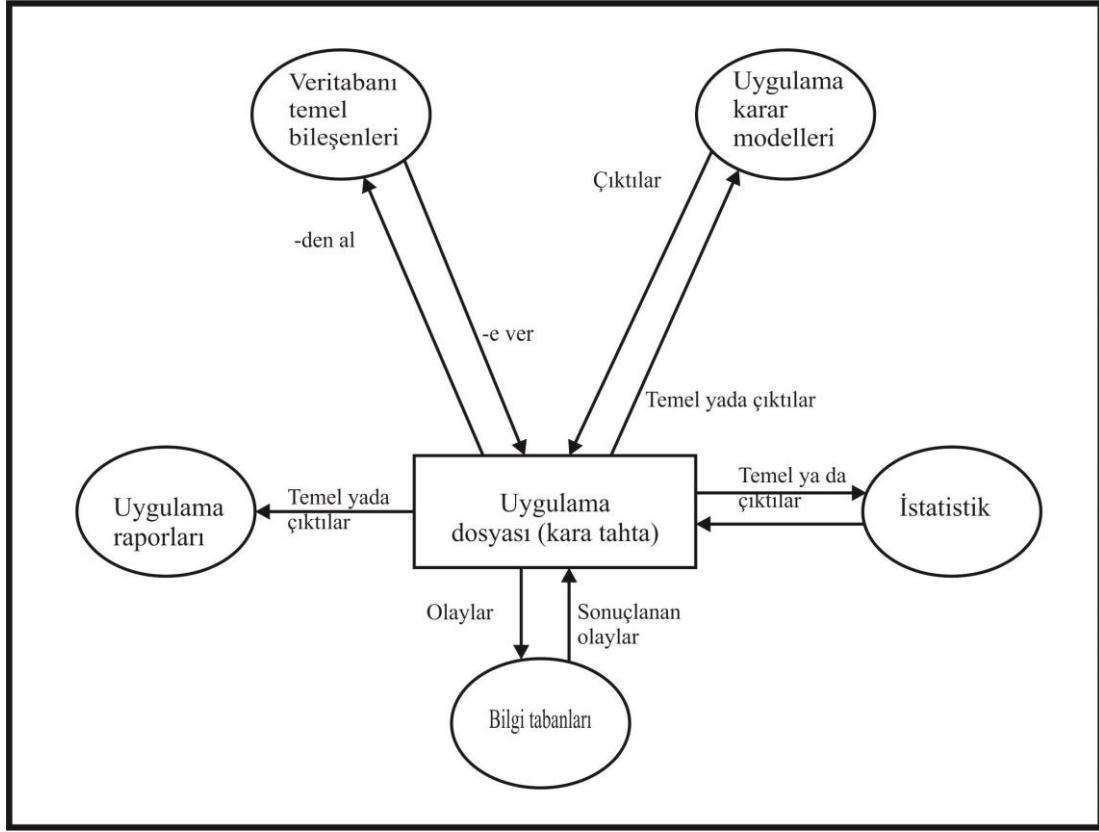 Veritabanı
temel
bileşenleri
Uygulama
karar
modelleri
Çıktılar
-den al
-e ver
Temel yada çıktılar
Uygulama
raporları
Temel yada
çıktılar
Uygulama
dosyası (kara tahta)
Temel ya da
çıktılar
İstatistik
Olaylar
Sonuçlanan
olaylar
Bilgi tabanları